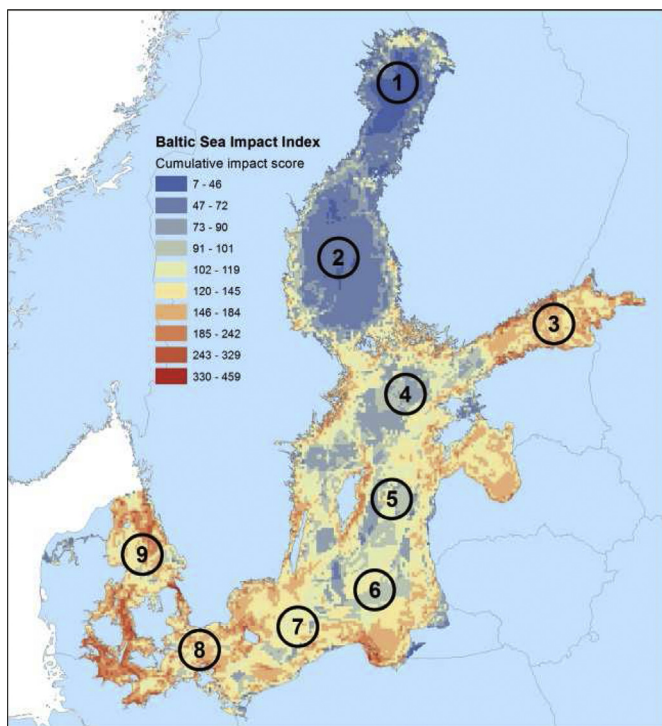 1
Baltic Sea Impact Index
Cumulative impact score
7 - 46
47 - 72
73 - 90
91 - 101
102 - 119
120 - 145
146 - 184
185 - 242
243 - 329
330 - 459
2
3
4
5
9
6
7
8